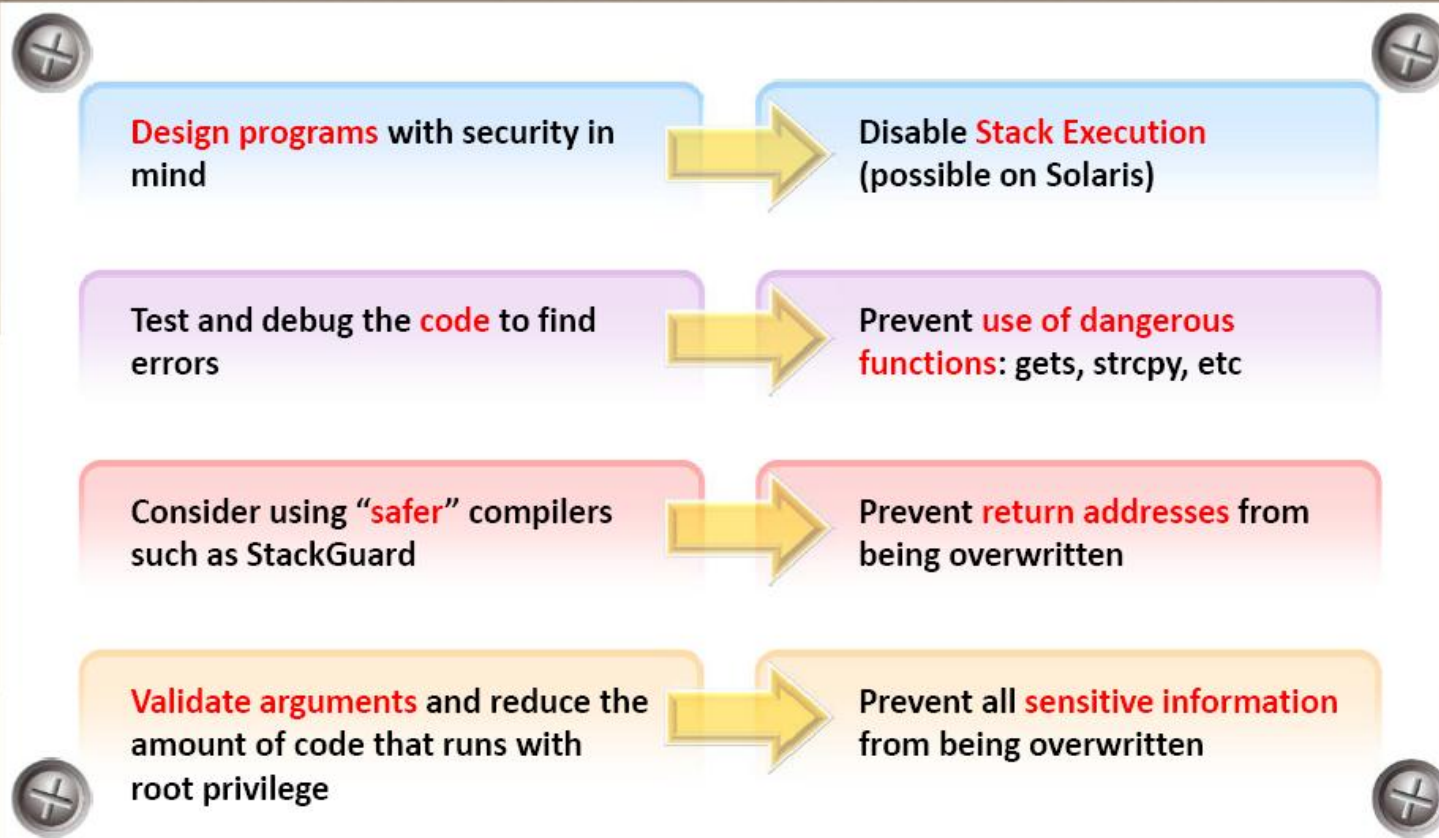 Design programs with security in
mind
Disable Stack Execution
(possible on Solaris)
Test and debug the code to find
errors
Prevent use of dangerous
functions: gets, strcpy, etc
Consider using “safer” compilers
such as StackGuard
Prevent return addresses from
being overwritten
Validate arguments and reduce the
amount of code that runs with
root privilege
Prevent all sensitive information
from being overwritten